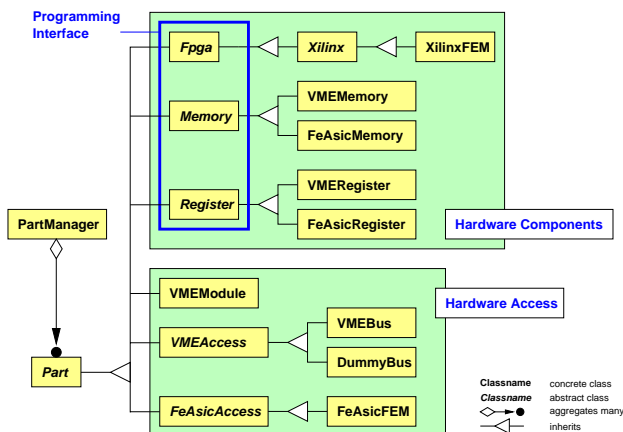 Programming
Interface
Fpga
Xilinx
XilinxFEM
Memory
VMEMemory
FeAsicMemory
Register
VMERegister
FeAsicRegister
PartManager
Hardware Components
VMEModule
Hardware Access
VMEAccess
VMEBus
DummyBus
Part
FeAsicAccess
FeAsicFEM
Classname concrete class
Classname abstract class
aggregates many
inherits